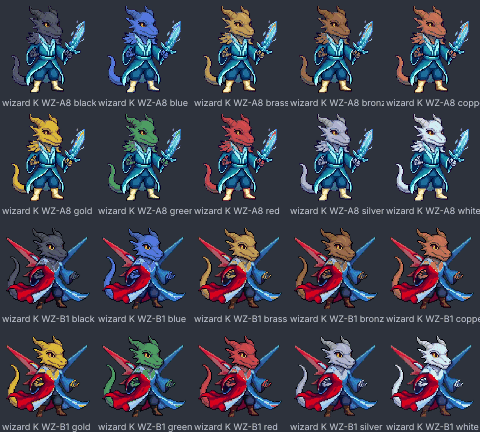 wizard K WZ-A8 black wizard K WZ-A8 blue wizard K WZ-A8 brass wizard K WZ-A8 bronz wizard K WZ-A8 copp
wizard K WZ-A8 gold wizard K WZ-A8 green wizard K WZ-A8 red wizard K WZ-A8 silver wizard K WZ-A8 white
wizard K WZ-B1 black wizard K WZ-B1 blue wizard K WZ-B1 brass wizard K WZ-B1 bronz wizard K WZ-B1 coppe
wizard K WZ-B1 gold wizard K WZ-B1 green wizard K WZ-B1 red wizard K WZ-B1 silver wizard K WZ-B1 white